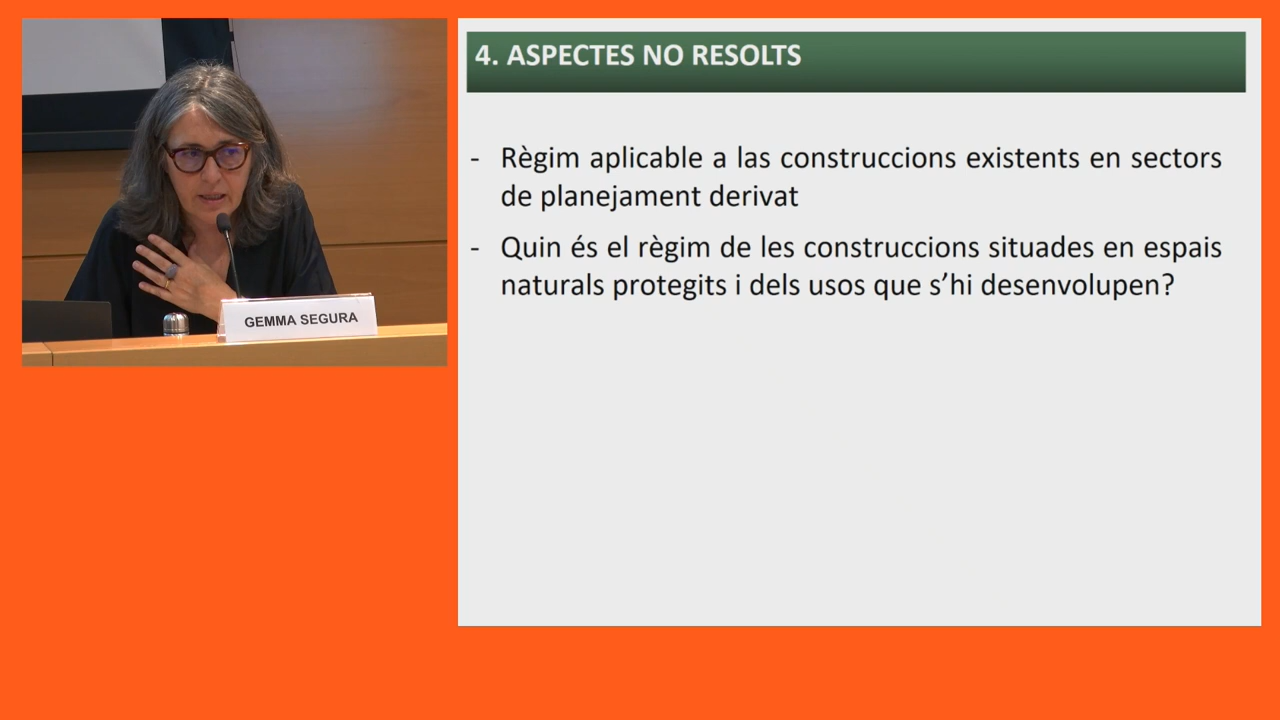 4. ASPECTES NO RESOLTS
- Règim aplicable a las construccions existents en sectors
de planejament derivat
- Quin és el règim de les construccions situades en espais
naturals protegits i dels usos que s’hi desenvolupen?
GEMMA SEGURA